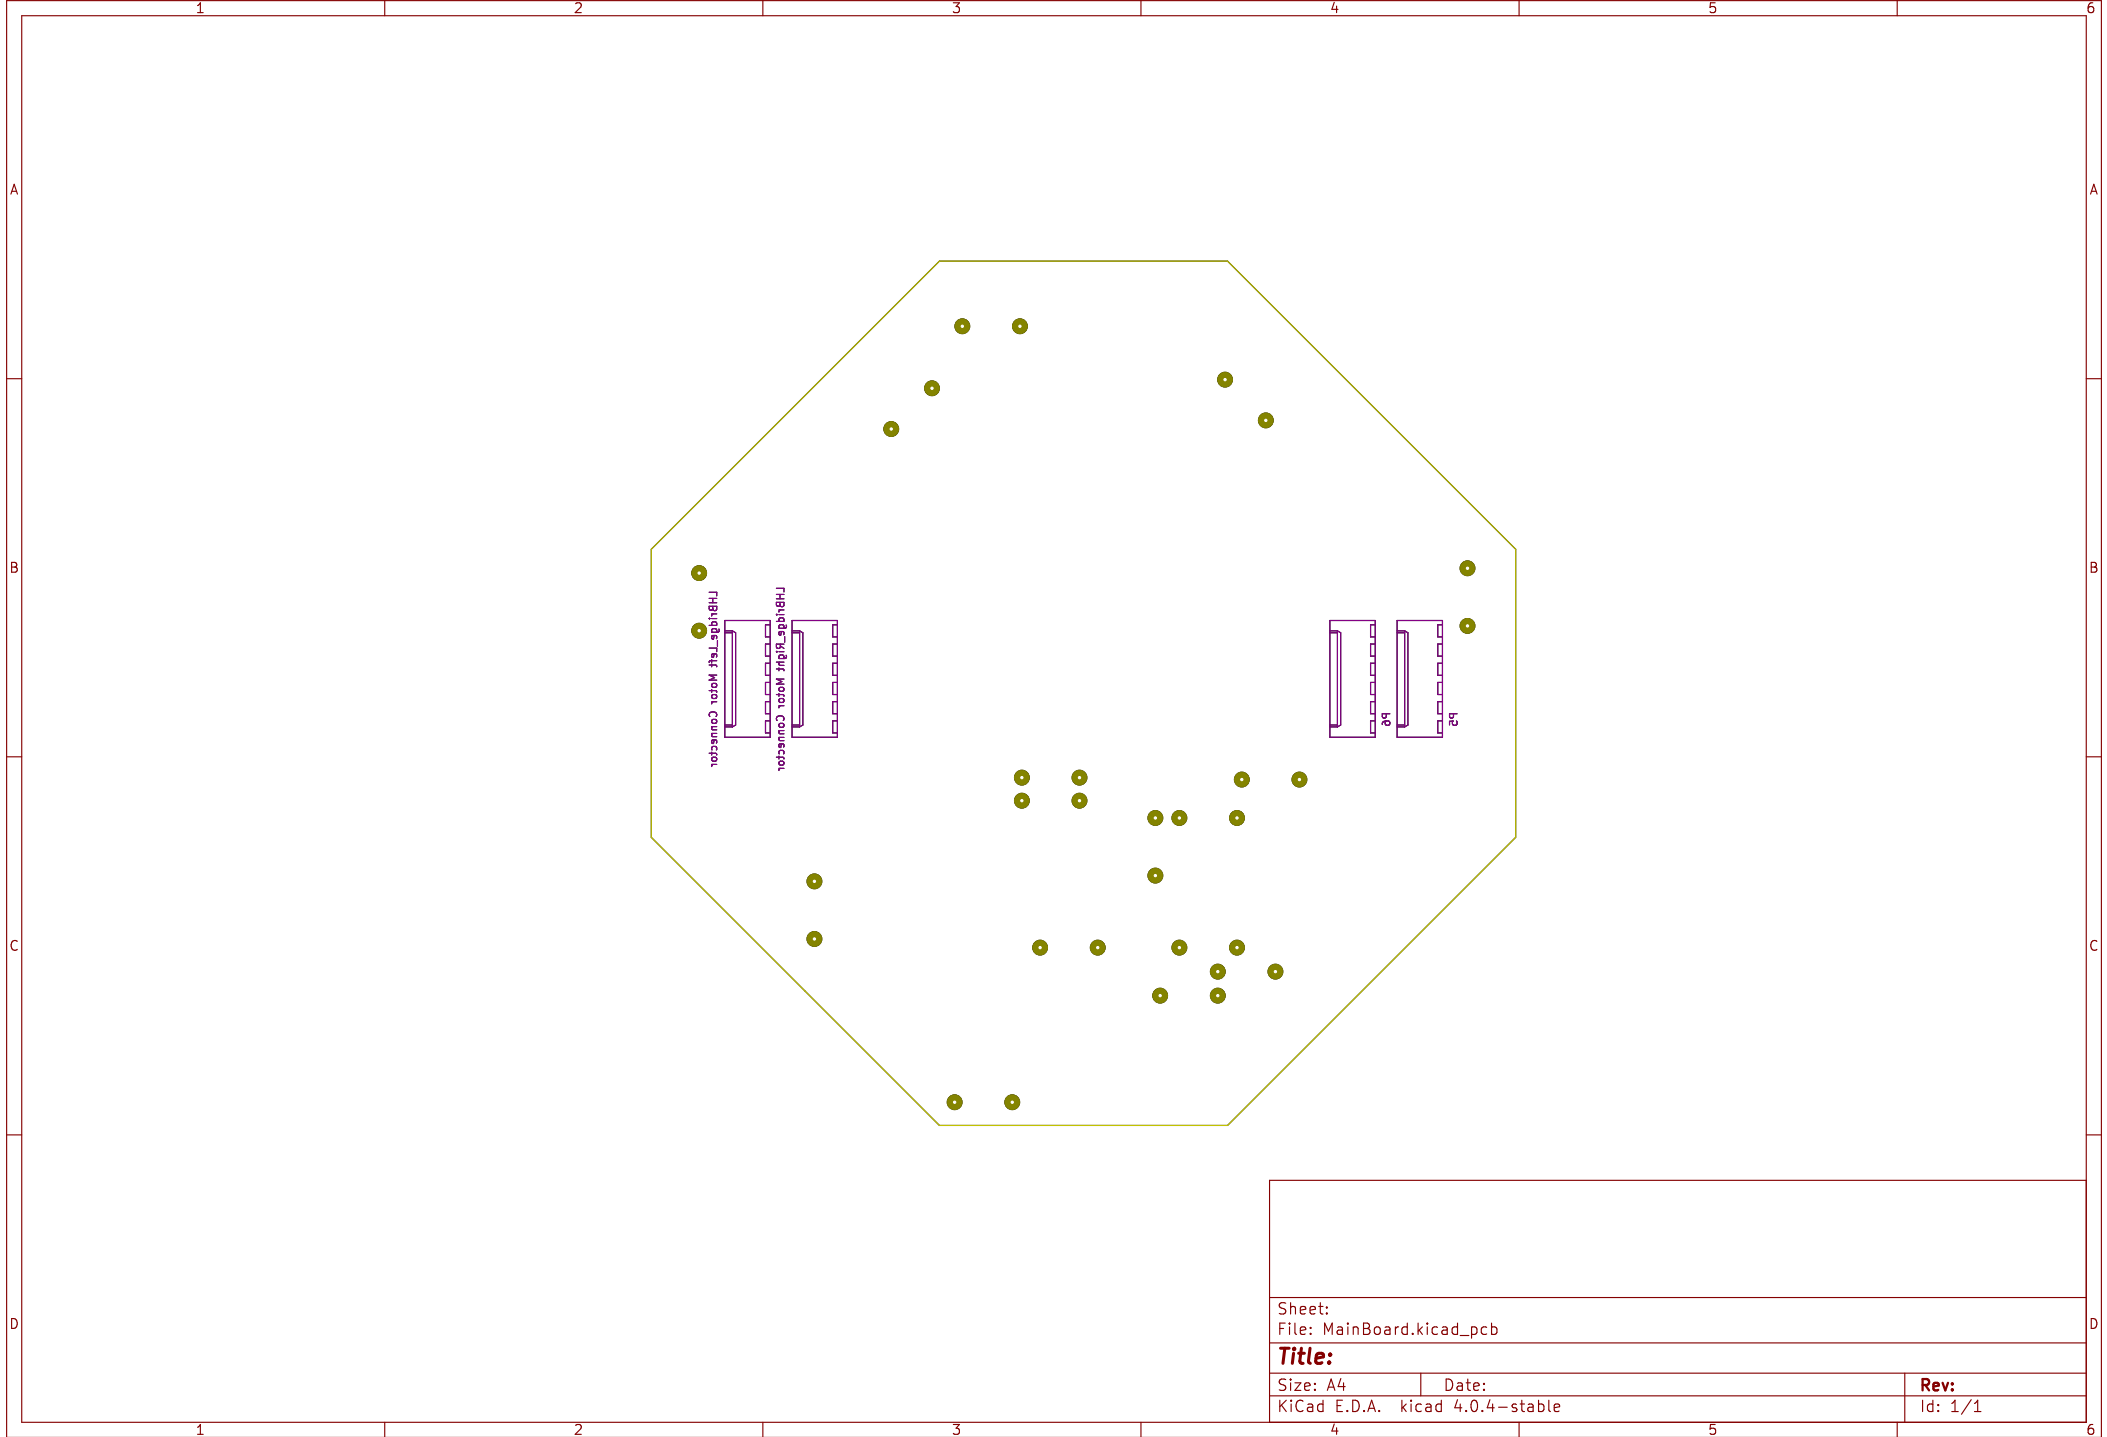 1 2 3 4 5 6
A A
B B
LHBridge_Left Motor Connector
LHBridge_Right Motor Connector
P6
P5
C C
Sheet:
File: MainBoard.kicad_pcb
D D
Title:
Size: A4 Date: Rev:
KiCad E.D.A. kicad 4.0.4-stable Id: 1/1
1 2 3 4 5 6